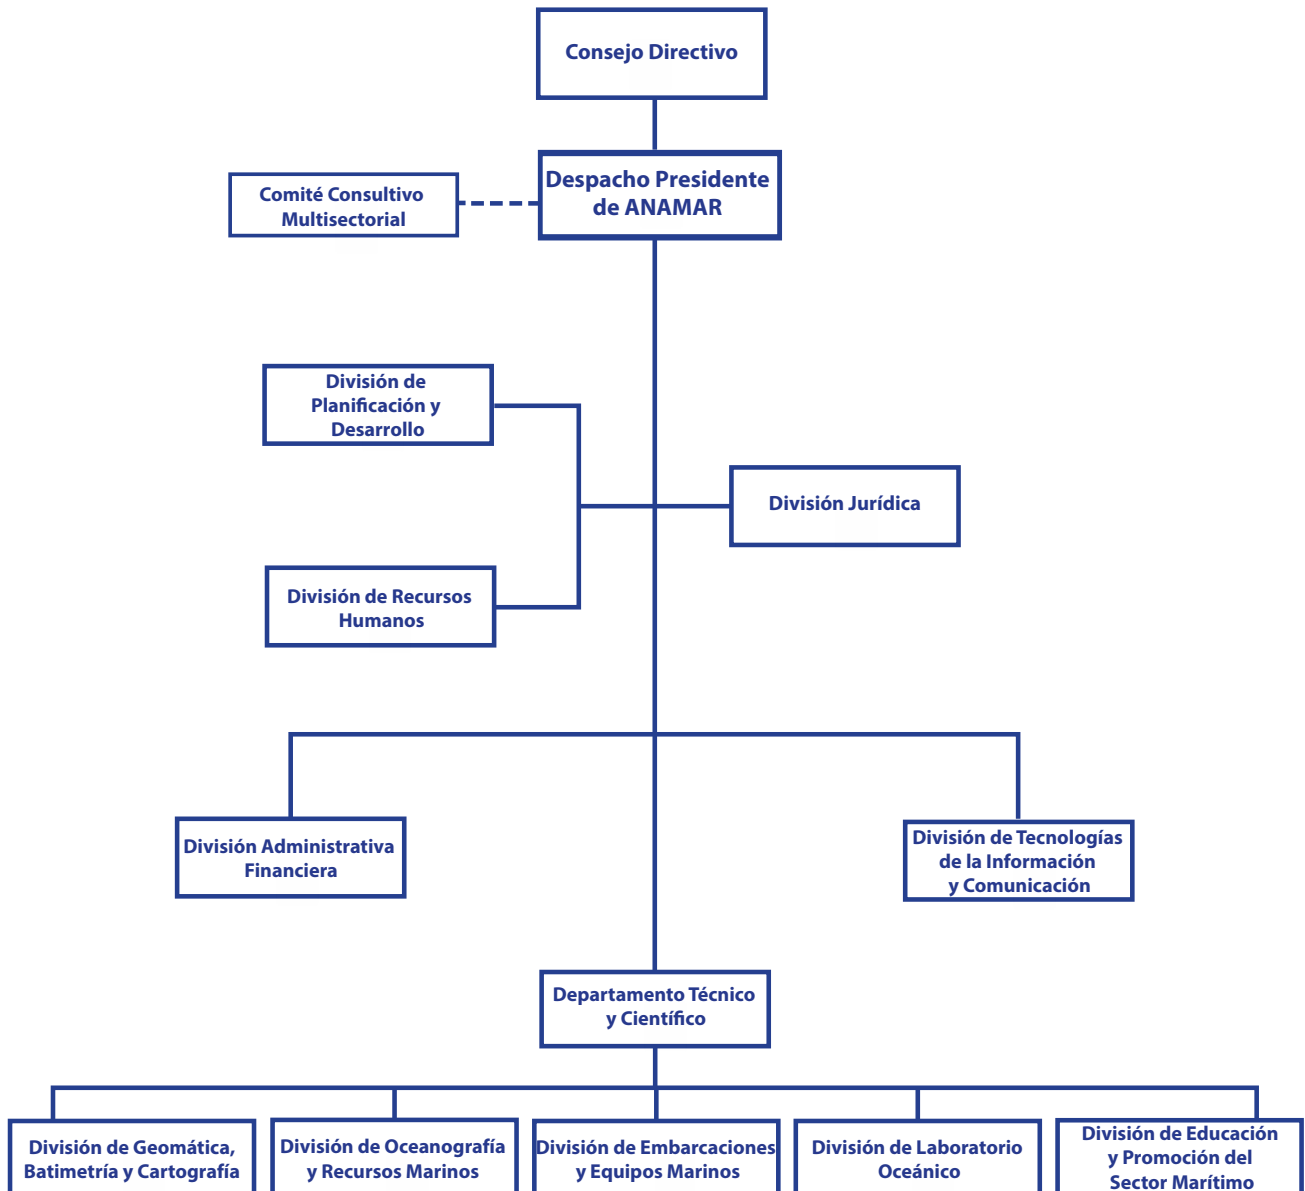 Consejo Directivo
Despacho Presidente
de ANAMAR
Comité Consultivo
Multisectorial
División de
Planificación y
Desarrollo
División Jurídica
División de Recursos
Humanos
División Administrativa
Financiera
División de Tecnologías
de la Información
y Comunicación
Departamento Técnico
y Científico
División de Geomática,
Batimetría y Cartografía
División de Oceanografía
y Recursos Marinos
División de Embarcaciones
y Equipos Marinos
División de Laboratorio
Oceánico
División de Educación
y Promoción del
Sector Marítimo